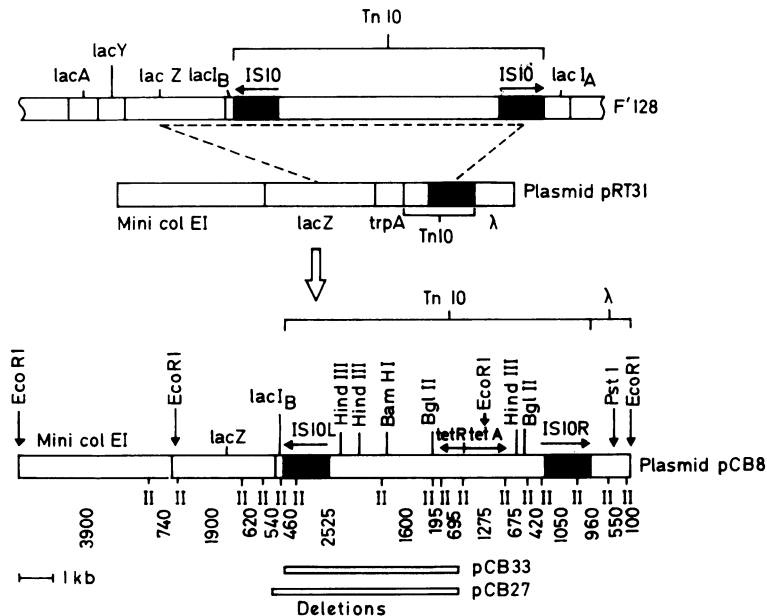 Tn 10
lacY
lacA
lac Z
lacI B
IS10
IS10
lac I A
F'128
Plasmid pRT31
Mini col EI
lacZ
trpA
Tn10
λ
Tn 10
λ
EcoR1
EcoR1
lacI B
Hind III
Hind III
Bam HI
Bgl II
EcoR1
Hind III
Bgl II
Pst I
EcoR1
Mini col EI
lacZ
IS10L
tetR
tet A
IS10R
Plasmid pCB8
II II II II II II II II II II II II II II II II
3900 740 1900 620 540 460 2525 1600 195 695 1275 675 420 1050 960 550 100
1 kb
pCB33
pCB27
Deletions